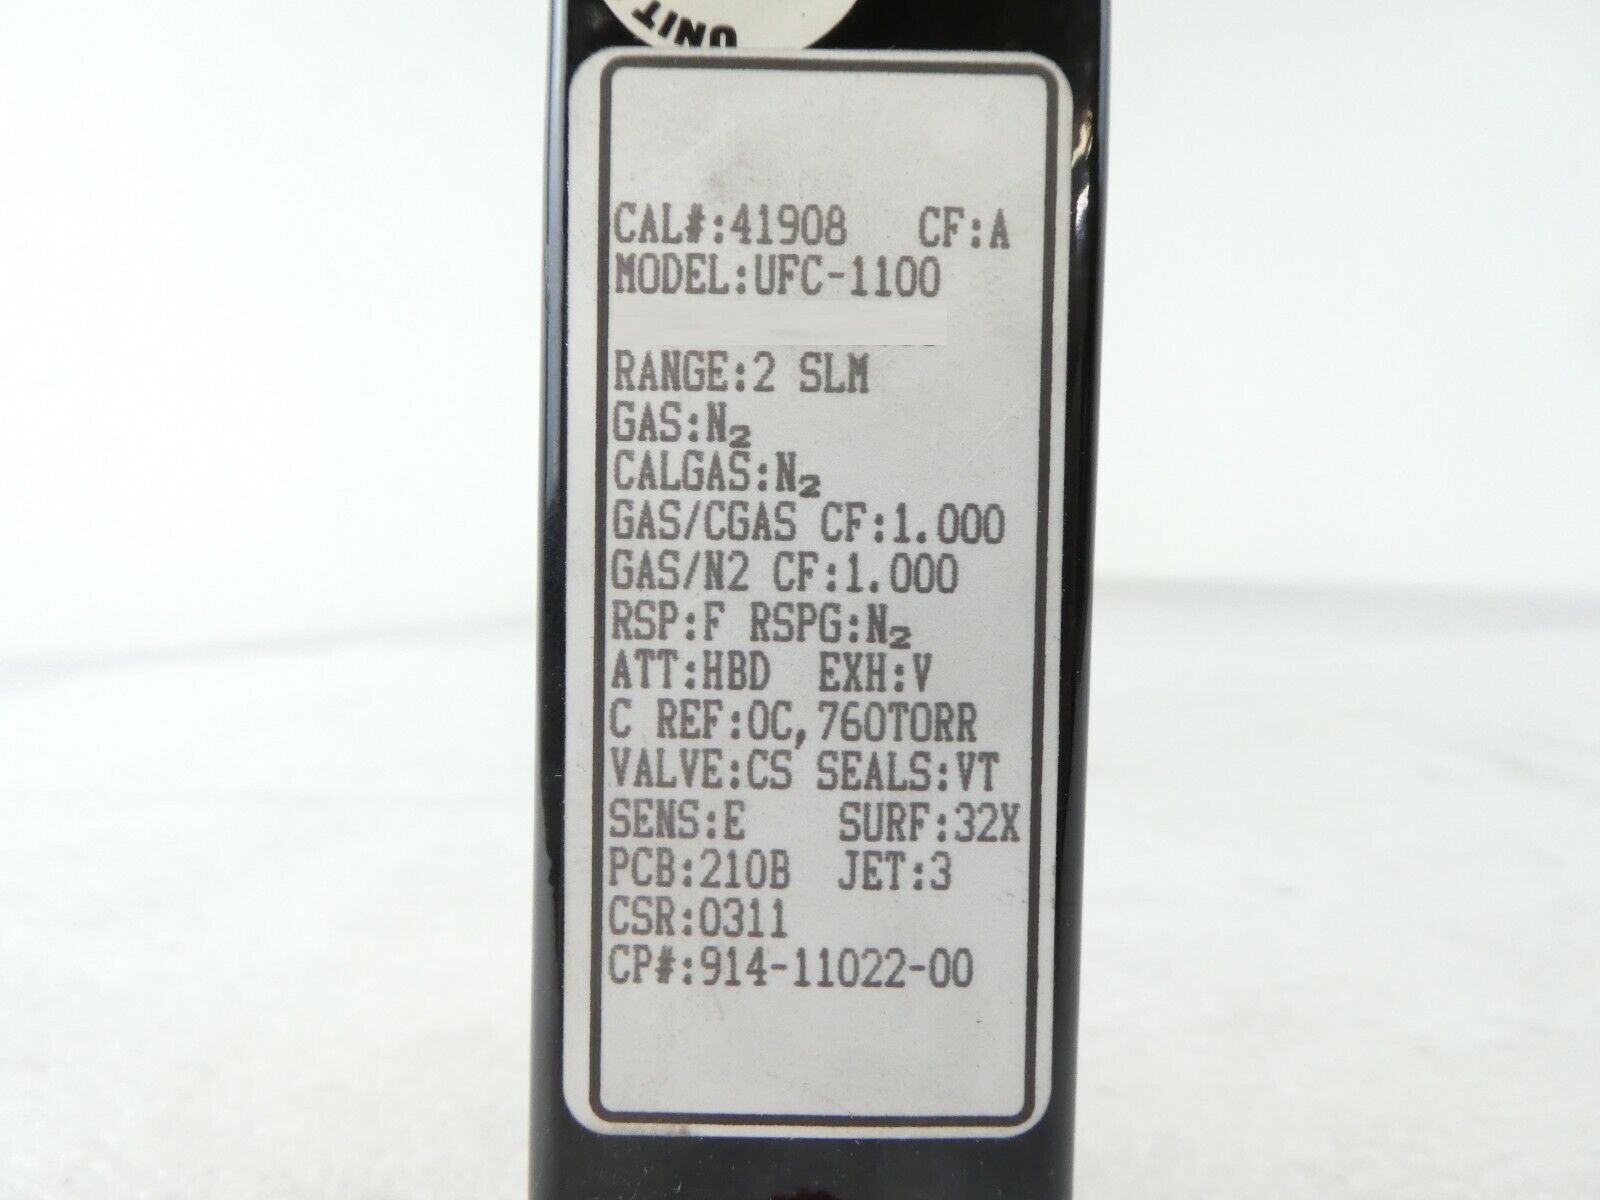 UNIT
CAL#:41908 CF:A
MODEL:UFC-1100
RANGE:2 SLM
GAS:N₂
CALGAS:N₂
GAS/CGAS CF:1.000
GAS/N2 CF:1.000
RSP:F RSPG:N₂
ATT:HBD EXH:V
C REF:0C,760TORR
VALVE:CS SEALS:VT
SENS:E SURF:32X
PCB:210B JET:3
CSR:0311
CP#:914-11022-00